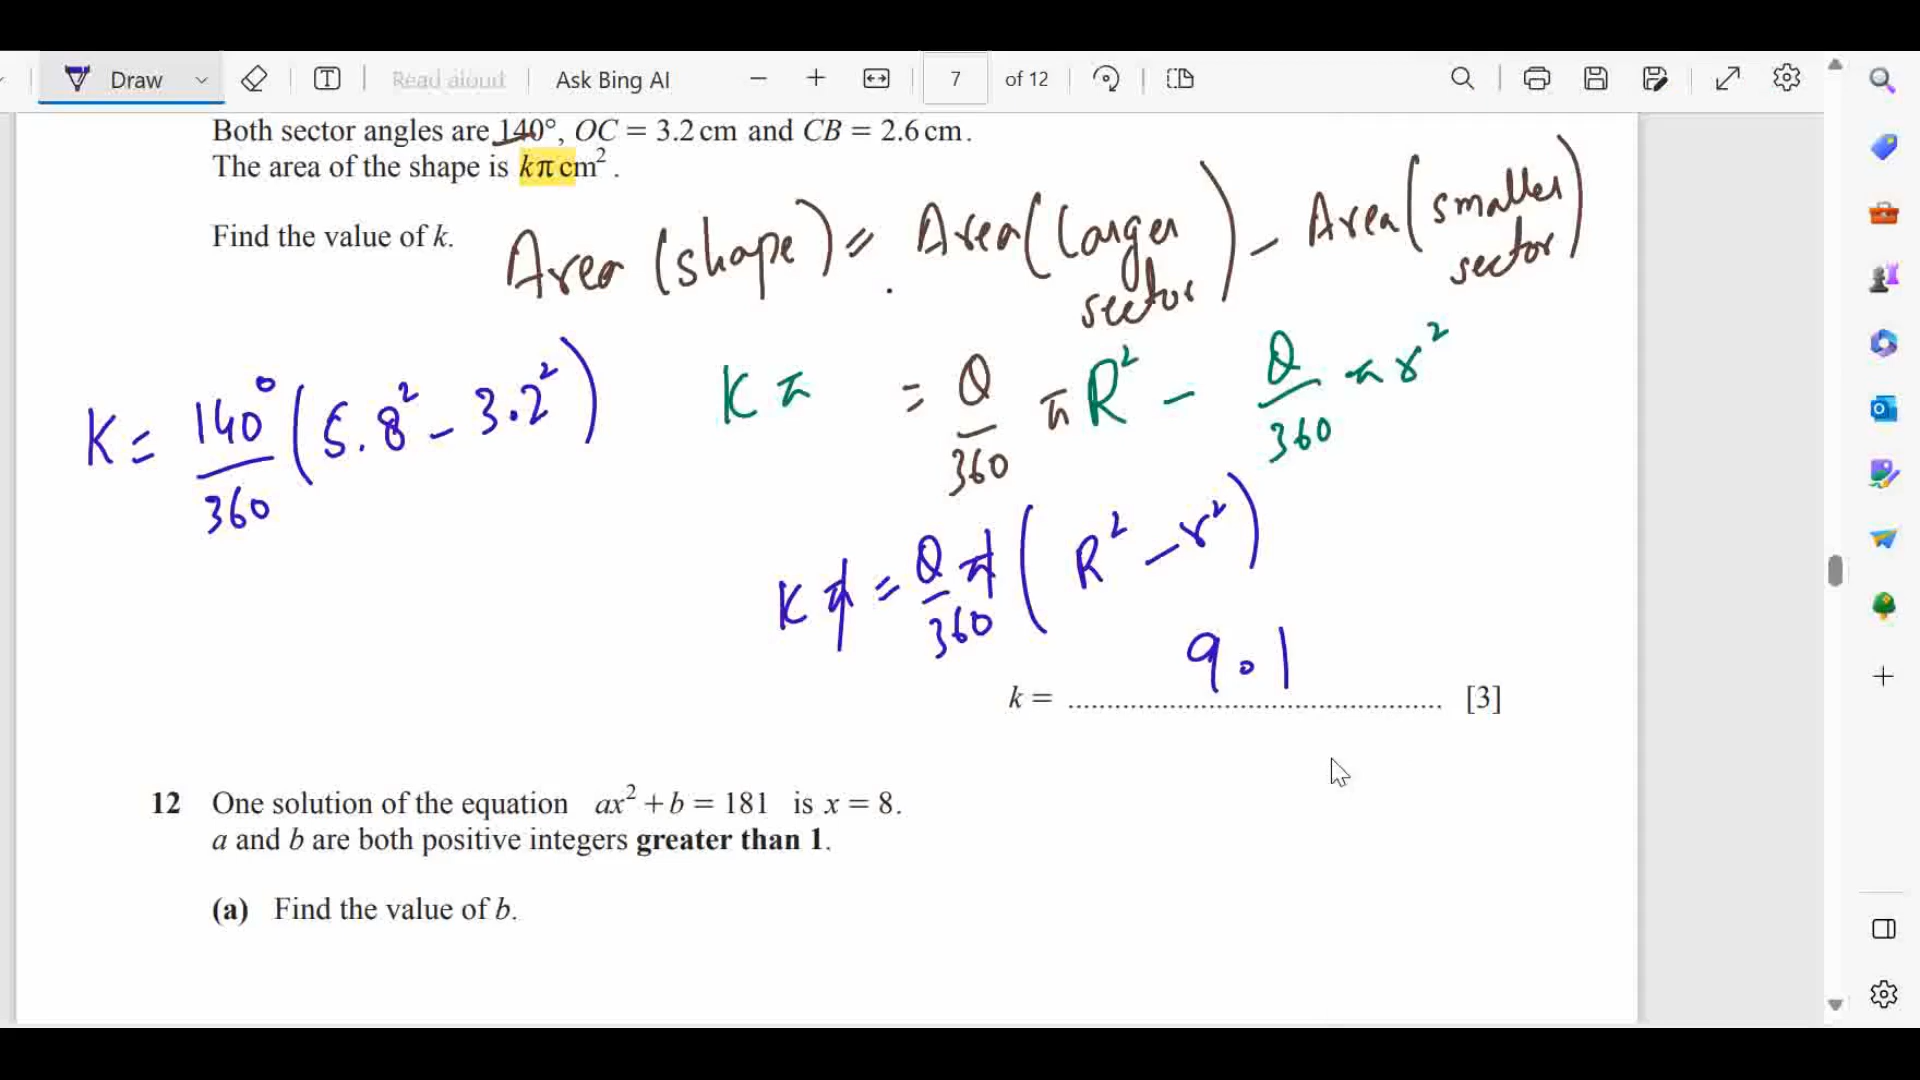 Draw
Read aloud
Ask Bing AI
7 of 12
Both sector angles are 140°, OC = 3.2 cm and CB = 2.6 cm.
The area of the shape is kπ cm².
Find the value of k.
Area (shape) = Area (larger sector) - Area (smaller sector)
Kπ = θ/360 πR² - θ/360 πr²
K = 140°/360 (5.8² - 3.2²)
Kπ = θ/360 π (R² - r²)
9.1
k = .................................................. [3]
12 One solution of the equation ax² + b = 181 is x = 8.
a and b are both positive integers greater than 1.
(a) Find the value of b.